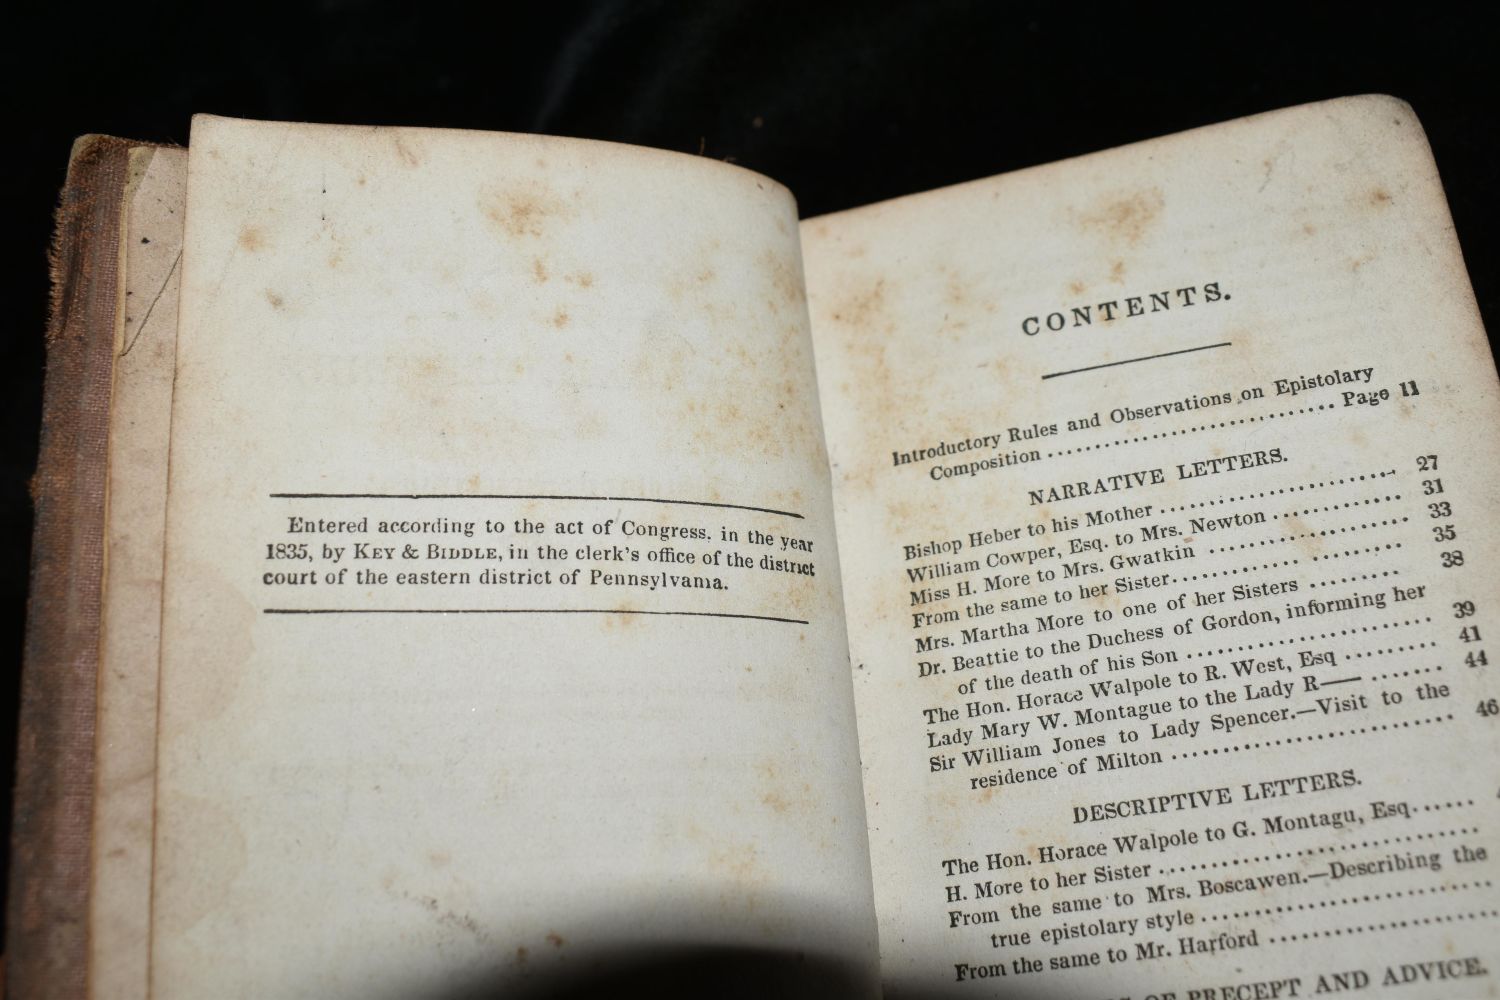 Entered according to the act of Congress, in the year
1835, by KEY & BIDDLE, in the clerk's office of the district
court of the eastern district of Pennsylvania.
CONTENTS.
Introductory Rules and Observations on Epistolary
Composition .............................. Page 11
NARRATIVE LETTERS.
Bishop Heber to his Mother ........................ 27
William Cowper, Esq. to Mrs. Newton ............ 31
Miss H. More to Mrs. Gwatkin .................... 33
From the same to her Sister..................... 35
Mrs. Martha More to one of her Sisters ......... 38
Dr. Beattie to the Duchess of Gordon, informing her
of the death of his Son ........................ 39
The Hon. Horace Walpole to R. West, Esq ......... 41
Lady Mary W. Montague to the Lady R—— ....... 44
Sir William Jones to Lady Spencer.—Visit to the
residence of Milton ........................... 46
DESCRIPTIVE LETTERS.
The Hon. Horace Walpole to G. Montagu, Esq......
H. More to her Sister ............................
From the same to Mrs. Boscawen.—Describing the
true epistolary style ...........................
From the same to Mr. Harford .....................
OF PRECEPT AND ADVICE.